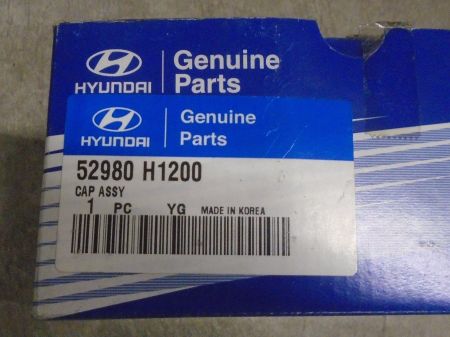 HYUNDAI
Genuine
Parts
HYUNDAI
Genuine
Parts
52980 H1200
CAP ASSY
1 PC YG MADE IN KOREA